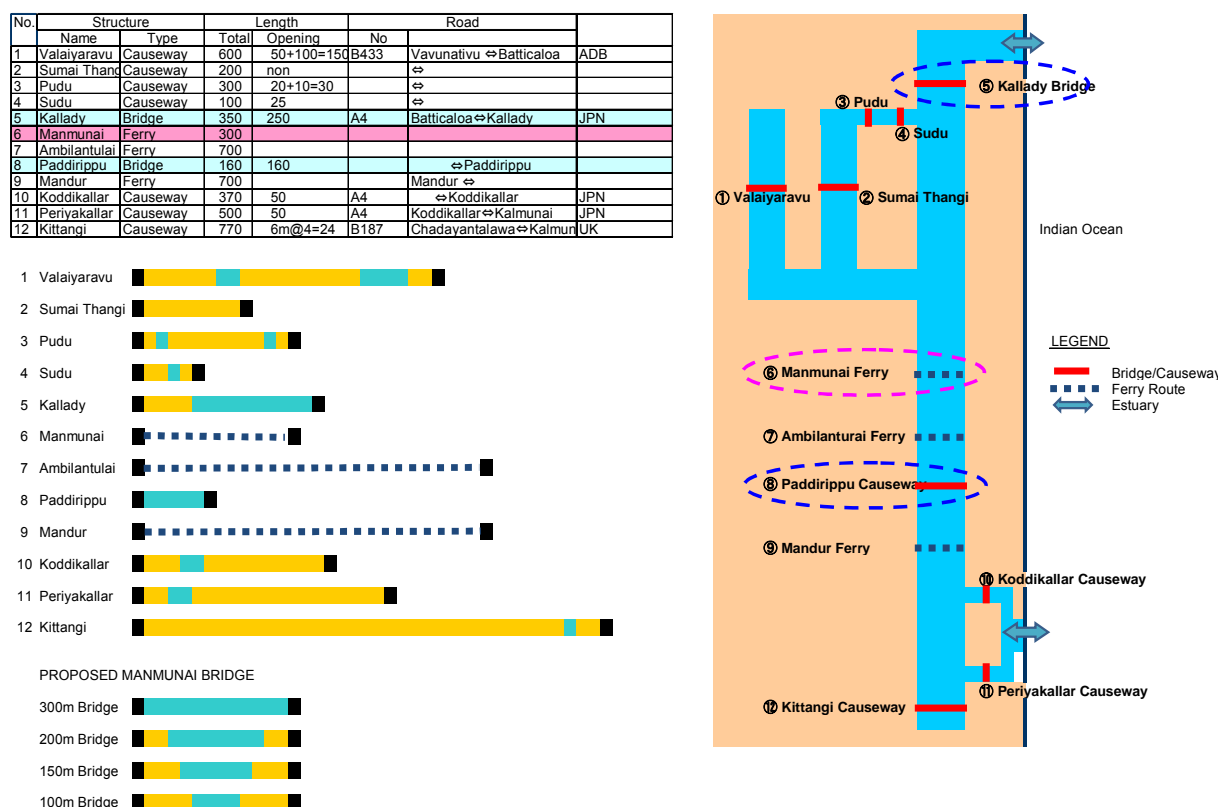 No. Structure Length Road
Name Type Total Opening No
1 Valaiyaravu Causeway 600 50+100=150 B433 Vavunativu ⇔Batticaloa ADB
2 Sumai Thang Causeway 200 non ⇔
3 Pudu Causeway 300 20+10=30 ⇔
4 Sudu Causeway 100 25 ⇔
5 Kallady Bridge 350 250 A4 Batticaloa⇔Kallady JPN
6 Manmunai Ferry 300
7 Ambilantulai Ferry 700
8 Paddirippu Bridge 160 160 ⇔Paddirippu
9 Mandur Ferry 700 Mandur ⇔
10 Koddikallar Causeway 370 50 A4 ⇔Koddikallar JPN
11 Periyakallar Causeway 500 50 A4 Koddikallar⇔Kalmunai JPN
12 Kittangi Causeway 770 6m@4=24 B187 Chadayantalawa⇔Kalmun UK
1 Valaiyaravu
2 Sumai Thangi
3 Pudu
4 Sudu
5 Kallady
6 Manmunai
7 Ambilantulai
8 Paddirippu
9 Mandur
10 Koddikallar
11 Periyakallar
12 Kittangi
PROPOSED MANMUNAI BRIDGE
300m Bridge
200m Bridge
150m Bridge
100m Bridge
⑤ Kallady Bridge
③ Pudu
④ Sudu
① Valaiyaravu
② Sumai Thangi
Indian Ocean
⑥ Manmunai Ferry
⑦ Ambilanturai Ferry
⑧ Paddirippu Causeway
⑨ Mandur Ferry
⑩ Koddikallar Causeway
⑪ Periyakallar Causeway
⑫ Kittangi Causeway
LEGEND
Bridge/Causeway
Ferry Route
Estuary